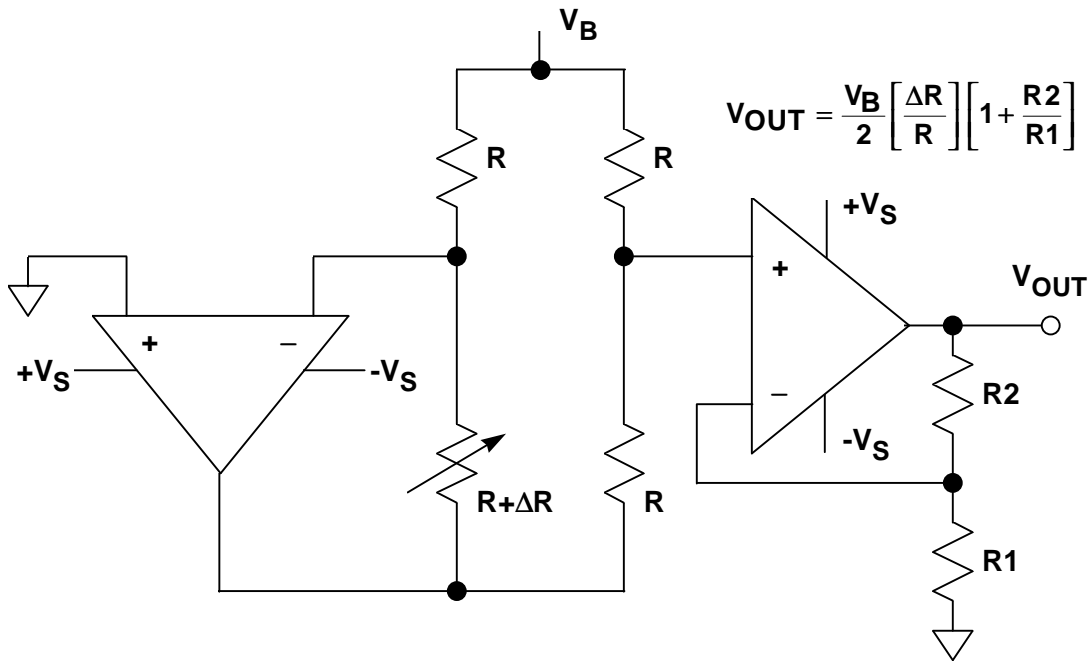 V_B
R
R
V_OUT = V_B/2 [ΔR/R] [1 + R2/R1]
+V_S
+
V_OUT
+
−
+V_S
-V_S
−
R2
-V_S
R+ΔR
R
R1